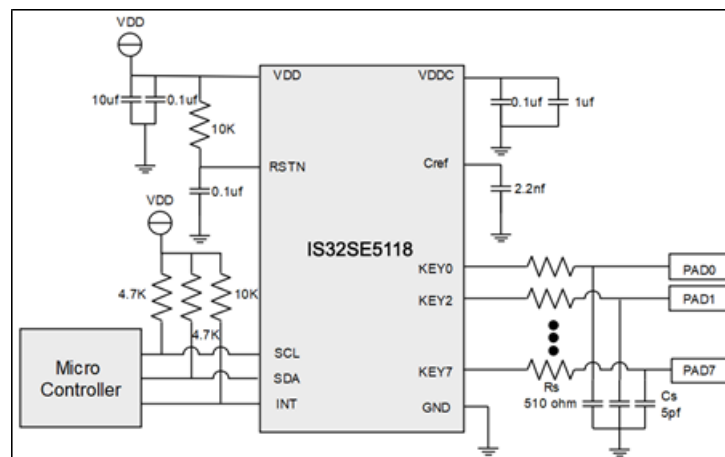 VDD
10uf
0.1uf
10K
0.1uf
VDD
4.7K
4.7K
10K
Micro
Controller
VDD
RSTN
SCL
SDA
INT
IS32SE5118
VDDC
Cref
KEY0
KEY2
KEY7
GND
0.1uf
1uf
2.2nf
PAD0
PAD1
PAD7
Rs
510 ohm
Cs
5pf